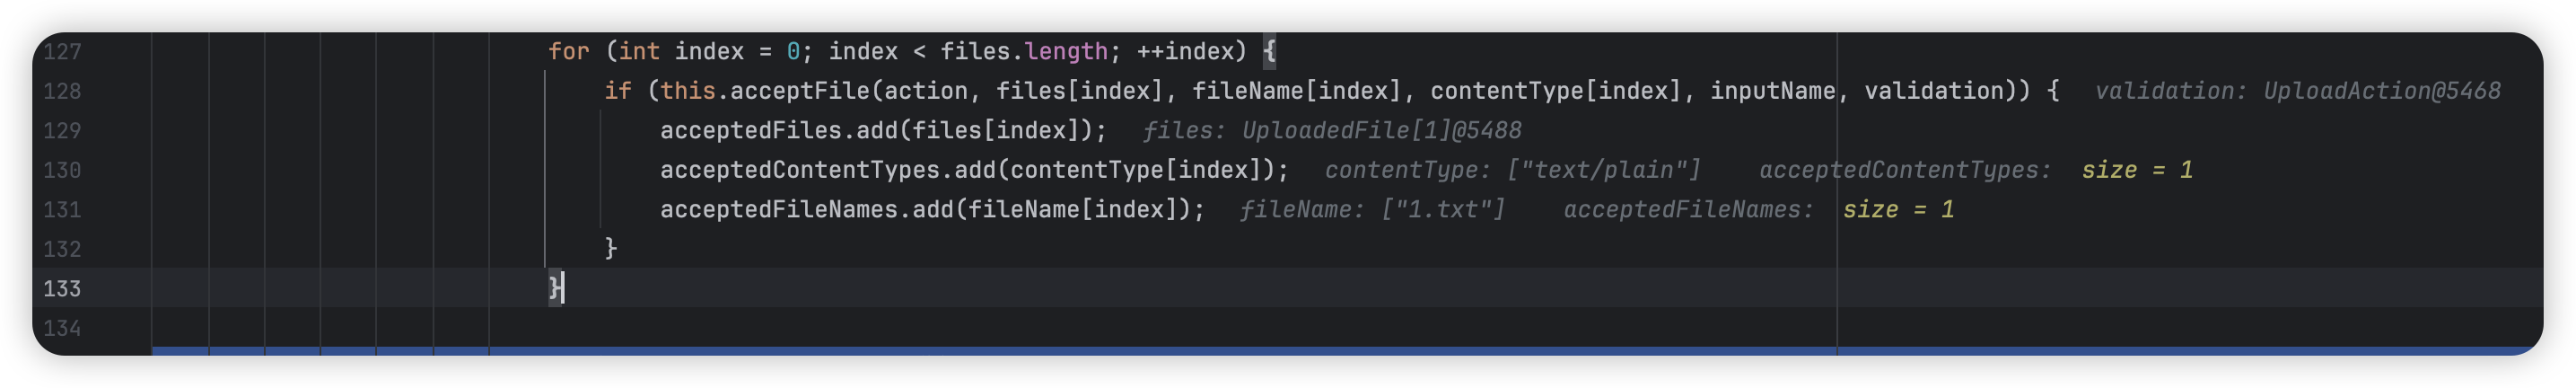 127 for (int index = 0; index < files.length; ++index) {
128 if (this.acceptFile(action, files[index], fileName[index], contentType[index], inputName, validation)) { validation: UploadAction@5468
129 acceptedFiles.add(files[index]); files: UploadedFile[1]@5488
130 acceptedContentTypes.add(contentType[index]); contentType: ["text/plain"] acceptedContentTypes: size = 1
131 acceptedFileNames.add(fileName[index]); fileName: ["1.txt"] acceptedFileNames: size = 1
132 }
133 }
134